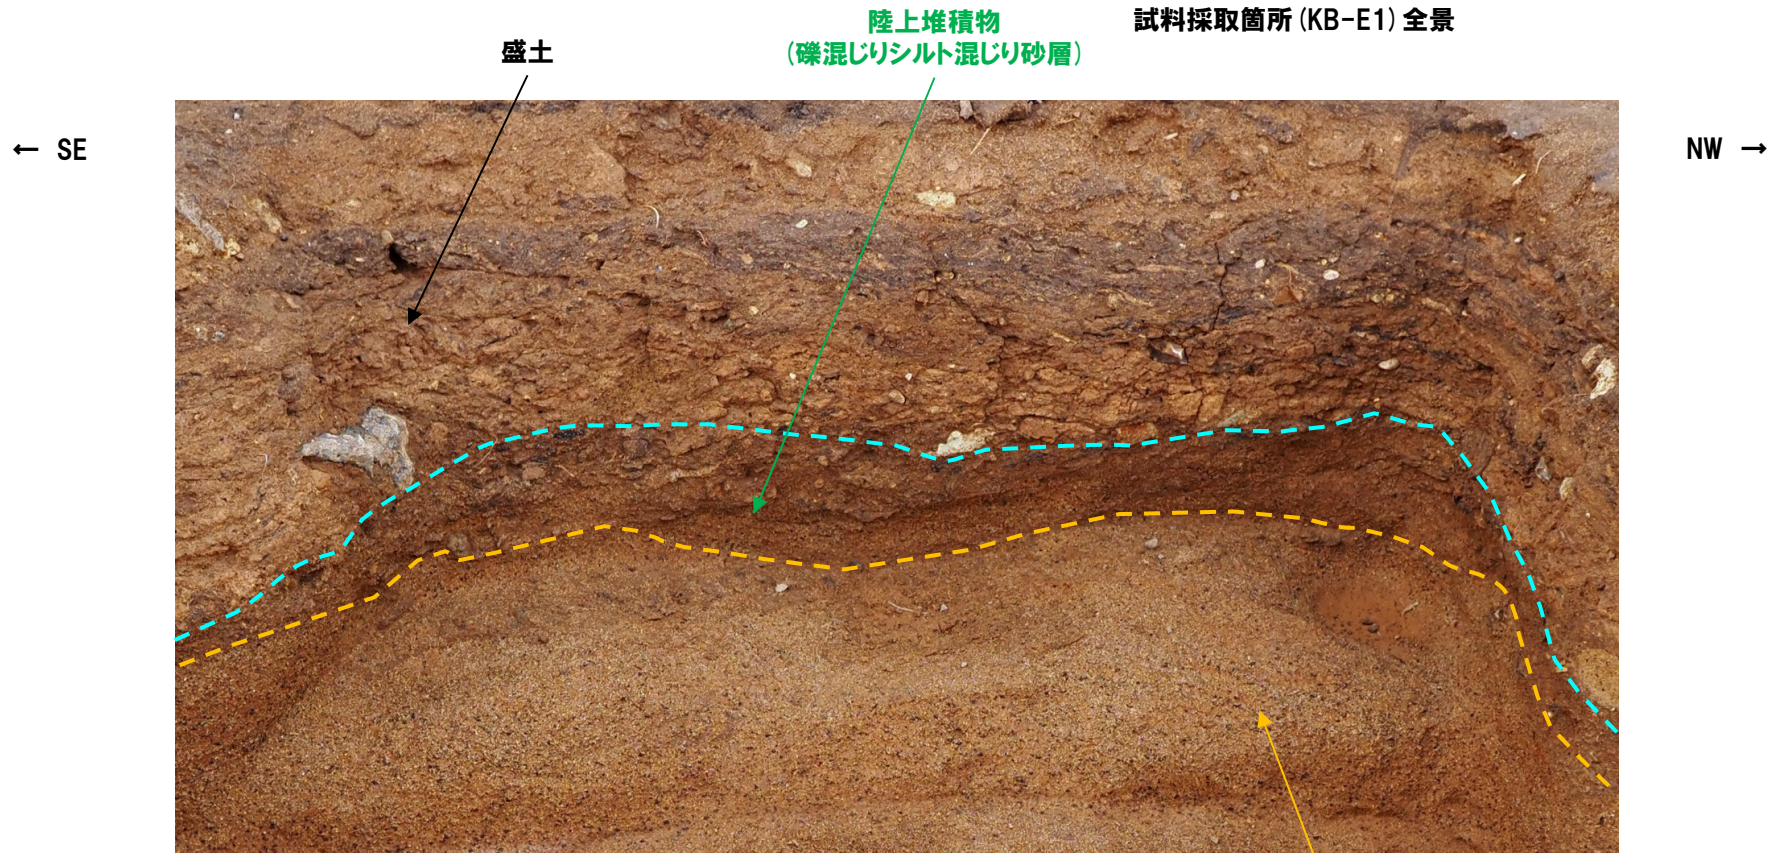 試料採取箇所(KB-E1)全景
陸上堆積物
(礫混じりシルト混じり砂層)
盛土
← SE
NW →